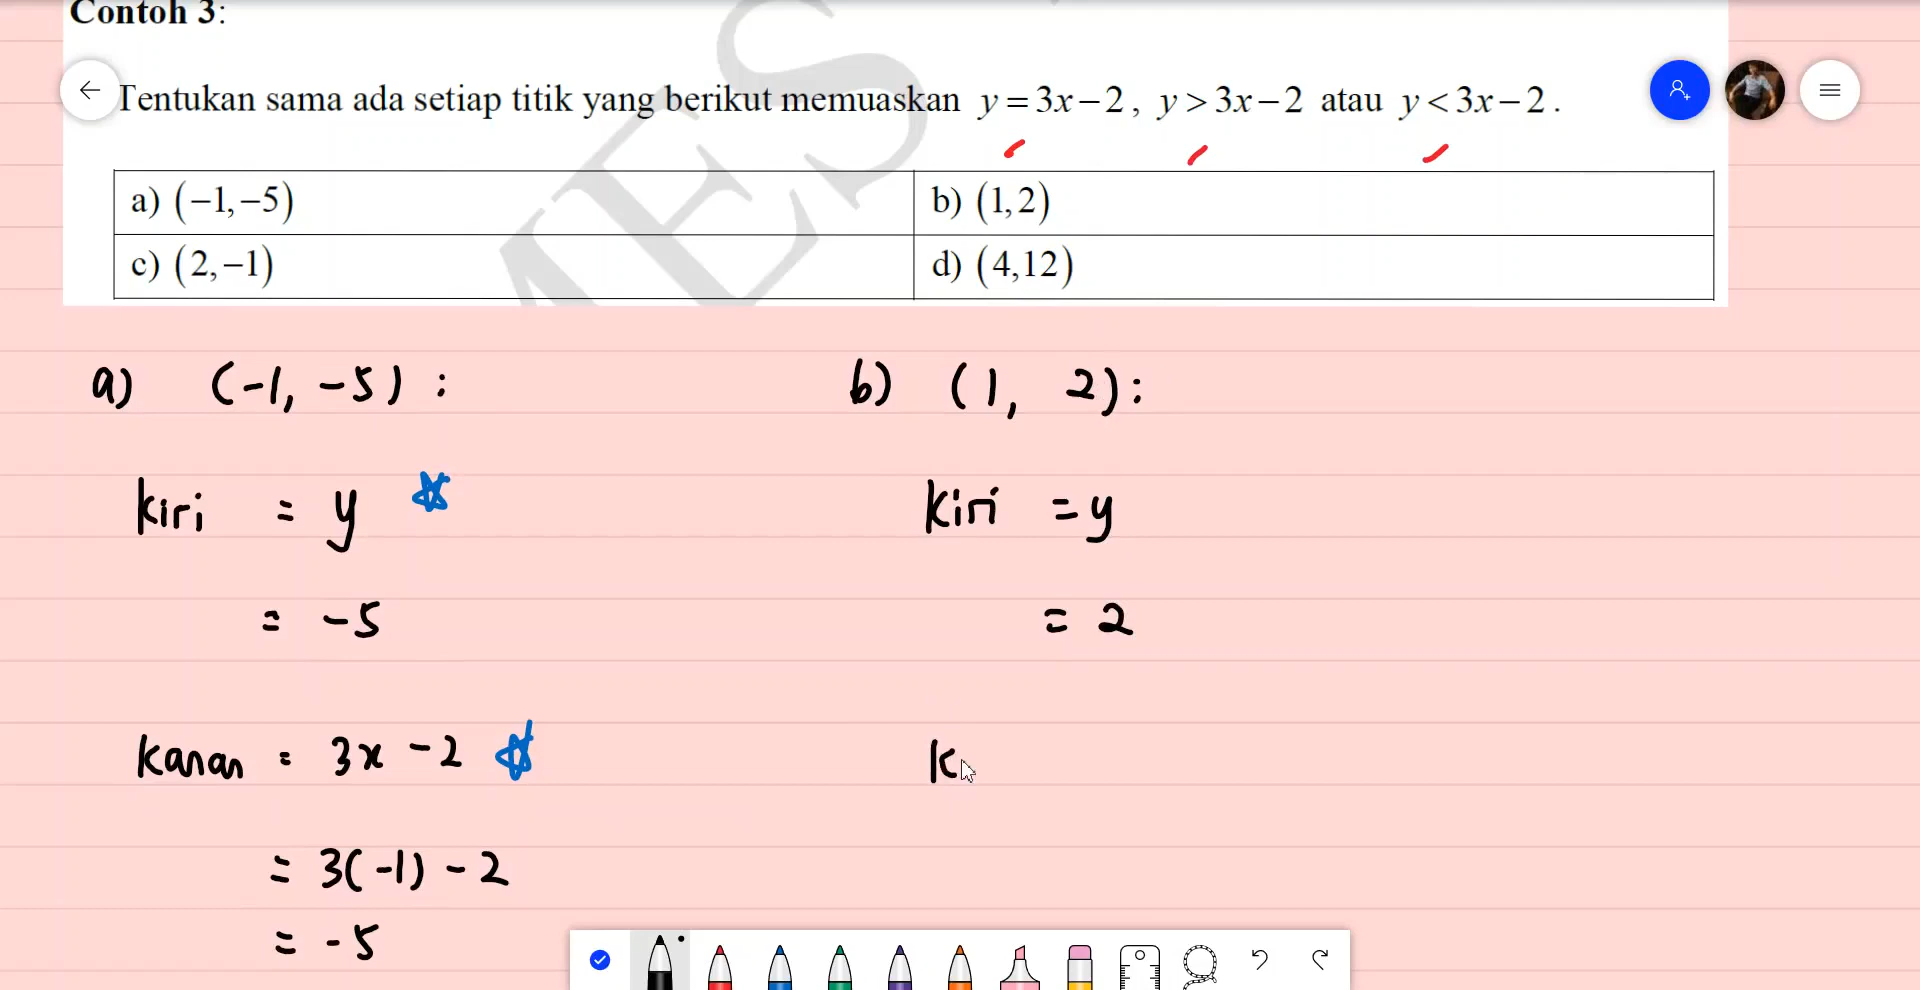 Contoh 3:
Tentukan sama ada setiap titik yang berikut memuaskan y = 3x − 2, y > 3x − 2 atau y < 3x − 2.
a) (−1, −5)
b) (1, 2)
c) (2, −1)
d) (4, 12)
a) (-1, -5) :
kiri = y
= -5
kanan = 3x - 2
= 3(-1) - 2
= -5
b) (1, 2):
kiri = y
= 2
k
MES